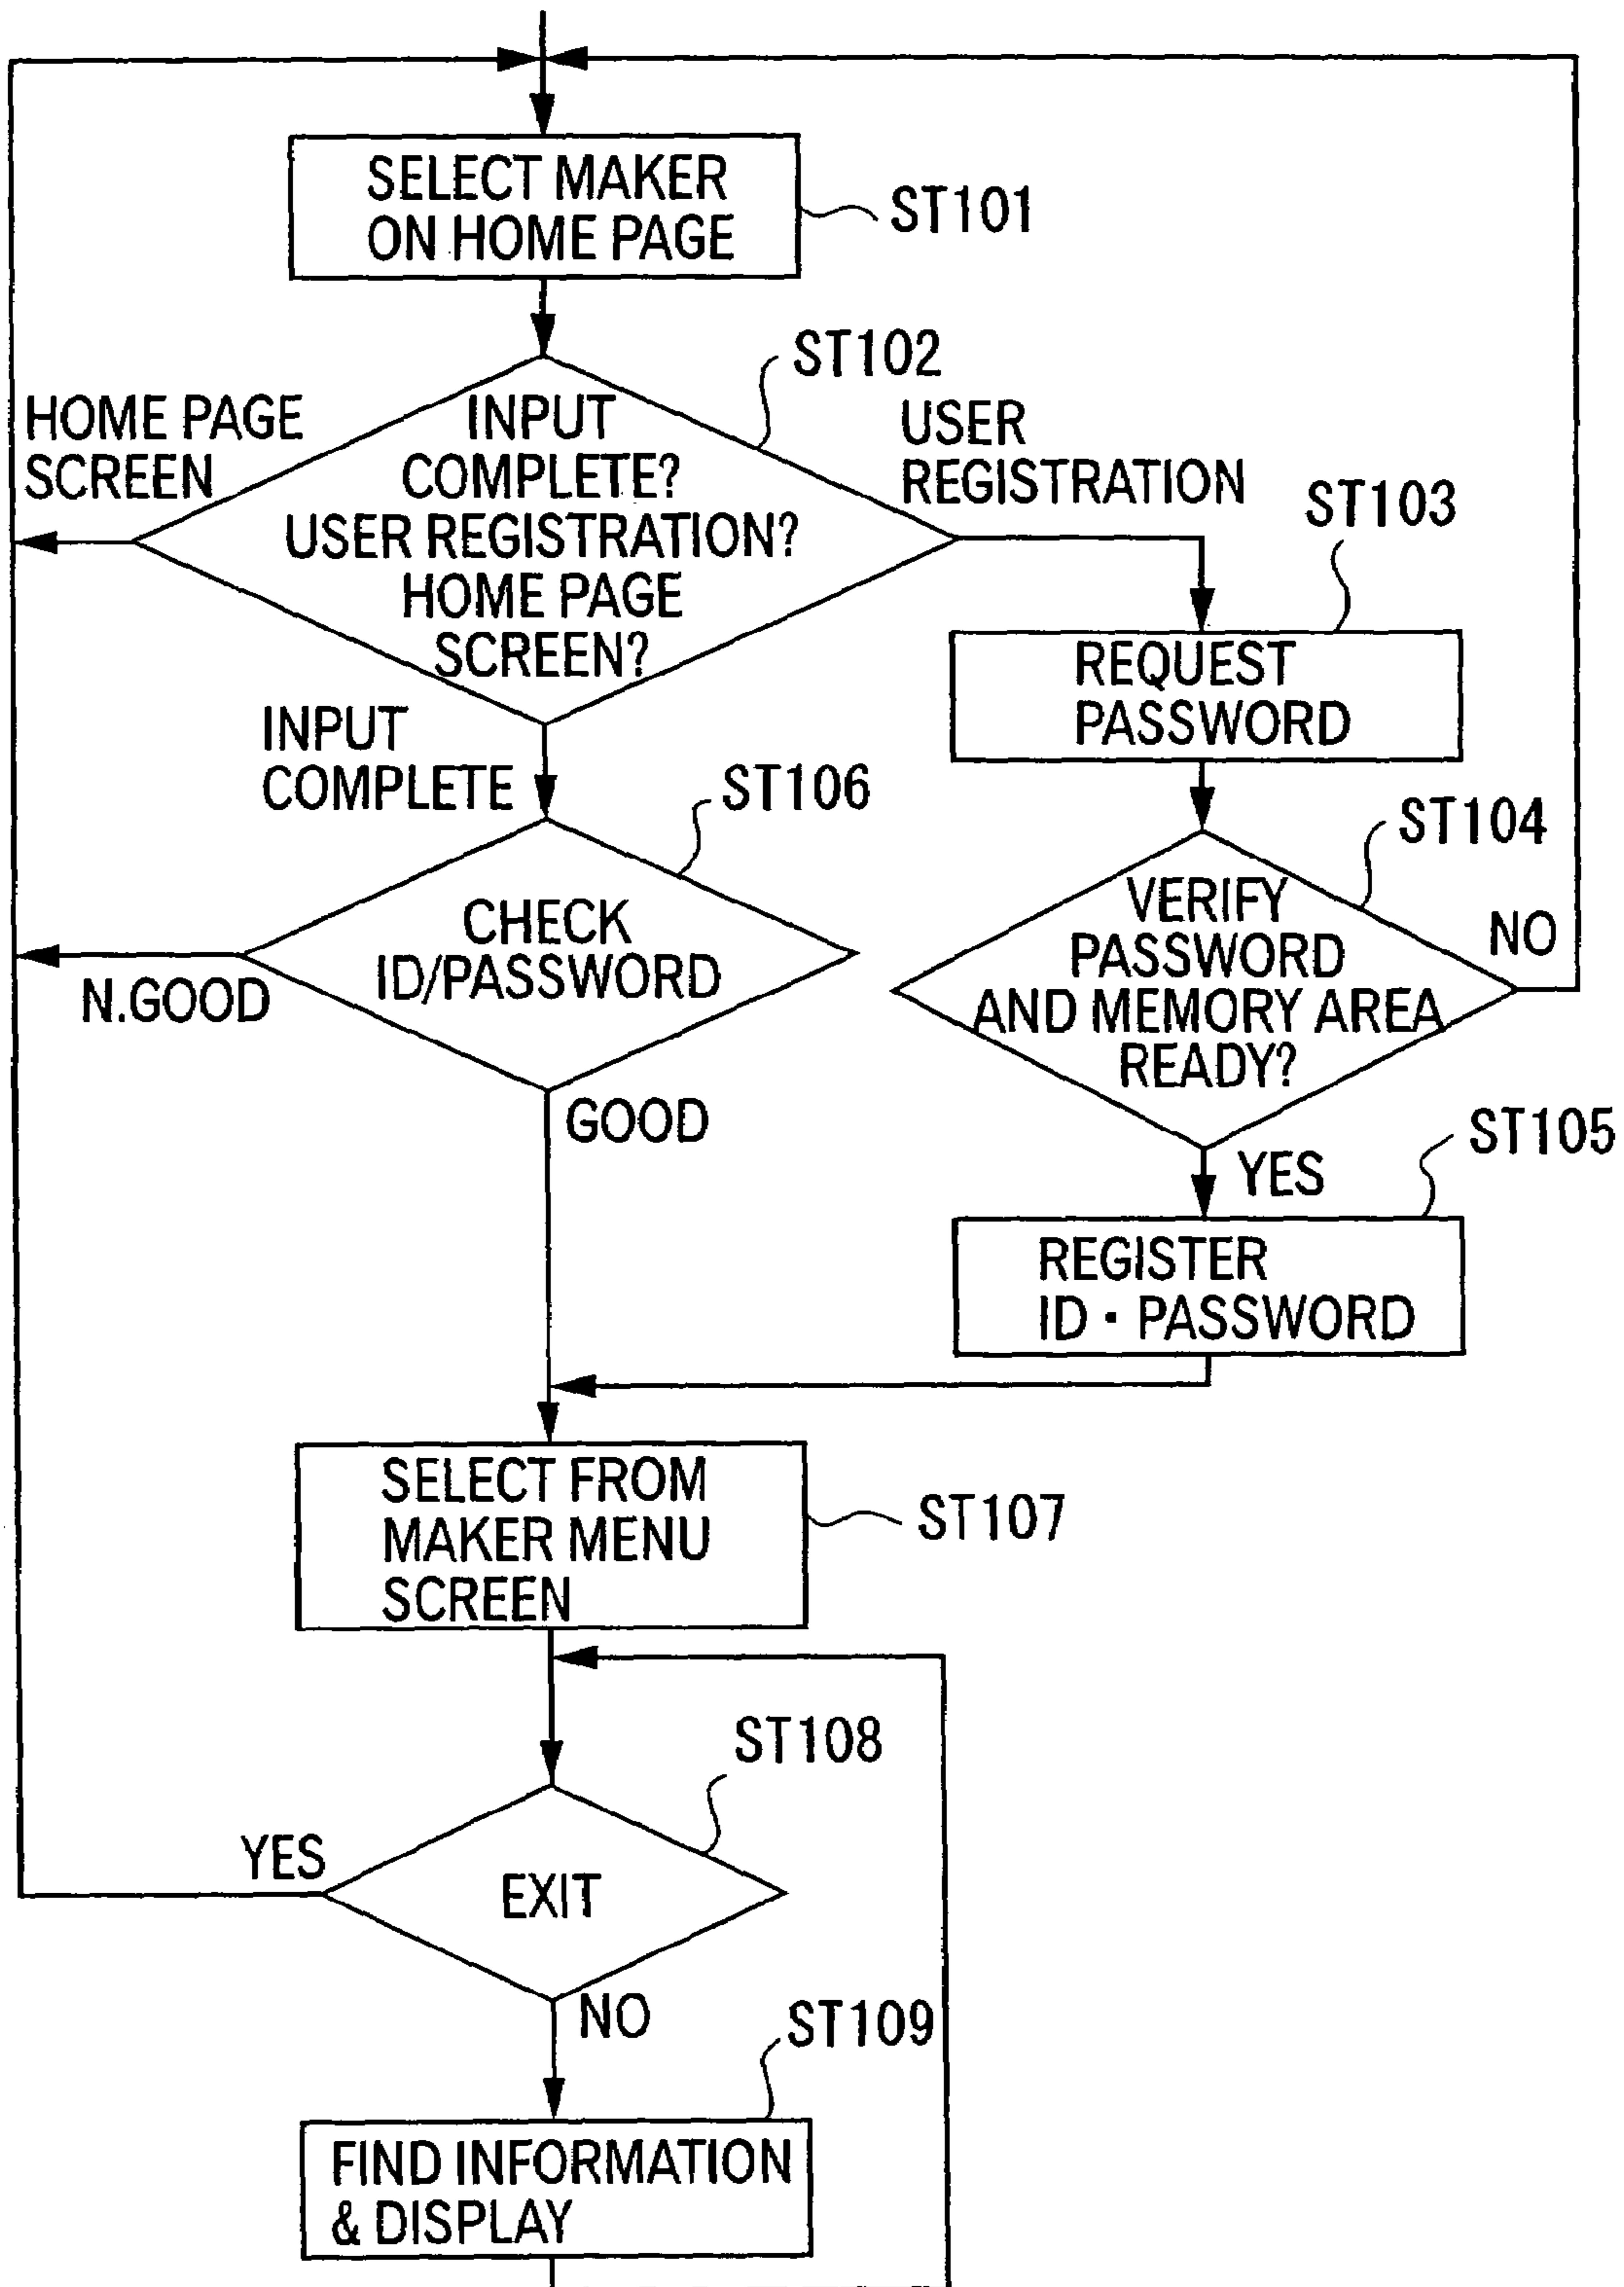 SELECT MAKER
ON HOME PAGE
ST101
ST102
HOME PAGE
SCREEN
INPUT
COMPLETE?
USER REGISTRATION?
HOME PAGE
SCREEN?
USER
REGISTRATION
ST103
REQUEST
PASSWORD
INPUT
COMPLETE
ST106
ST104
CHECK
ID/PASSWORD
N.GOOD
VERIFY
PASSWORD
AND MEMORY AREA
READY?
NO
GOOD
YES
ST105
REGISTER
ID・PASSWORD
SELECT FROM
MAKER MENU
SCREEN
ST107
ST108
YES
EXIT
NO
ST109
FIND INFORMATION
& DISPLAY